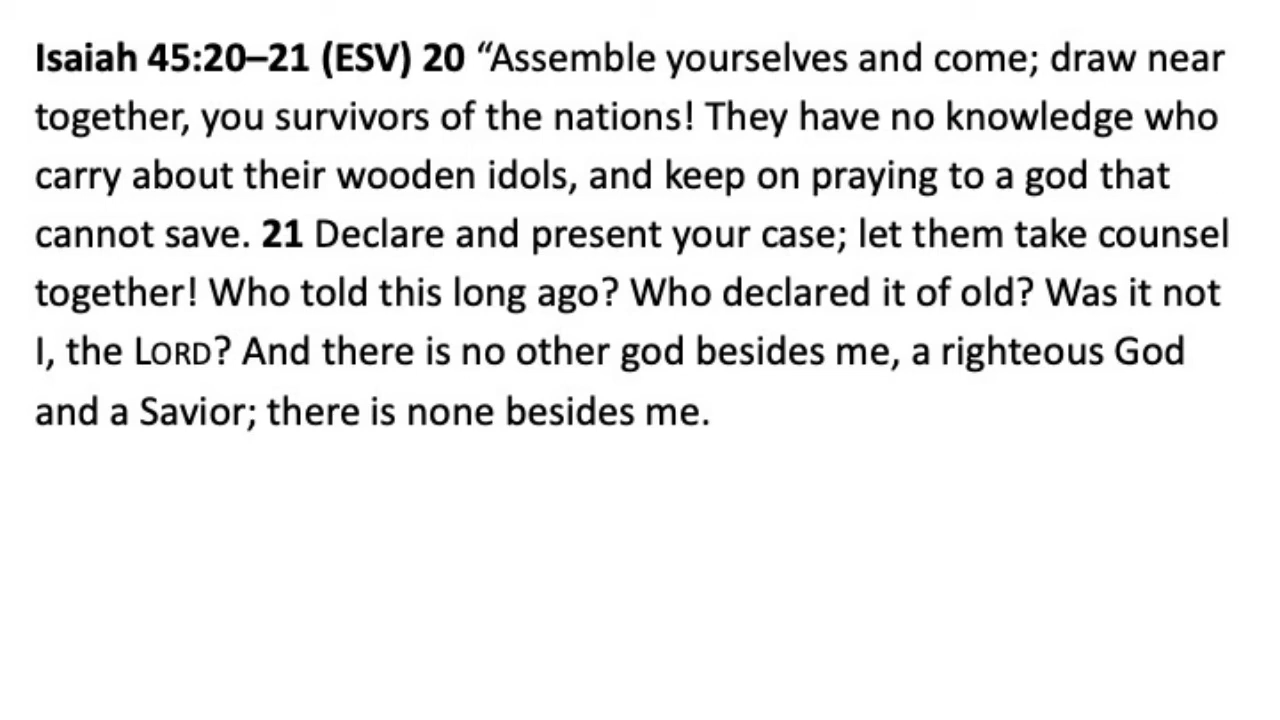 Isaiah 45:20–21 (ESV) 20 “Assemble yourselves and come; draw near
together, you survivors of the nations! They have no knowledge who
carry about their wooden idols, and keep on praying to a god that
cannot save. 21 Declare and present your case; let them take counsel
together! Who told this long ago? Who declared it of old? Was it not
I, the LORD? And there is no other god besides me, a righteous God
and a Savior; there is none besides me.